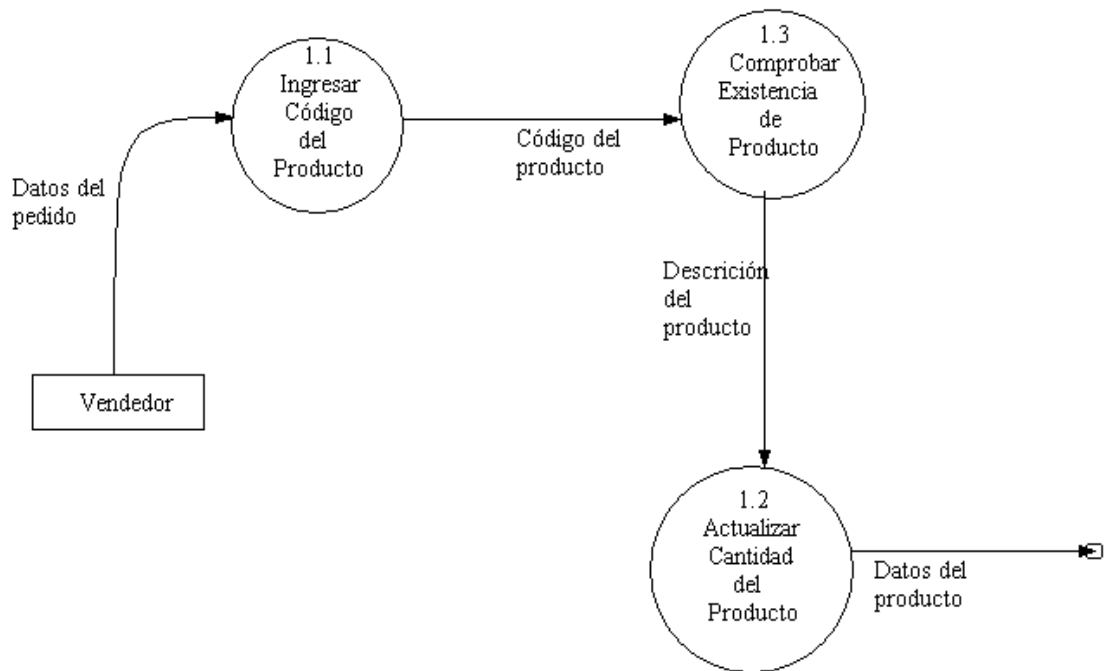 1.1
Ingresar
Código
del
Producto
1.3
Comprobar
Existencia
de
Producto
Código del
producto
Datos del
pedido
Descrición
del
producto
Vendedor
1.2
Actualizar
Cantidad
del
Producto
Datos del
producto